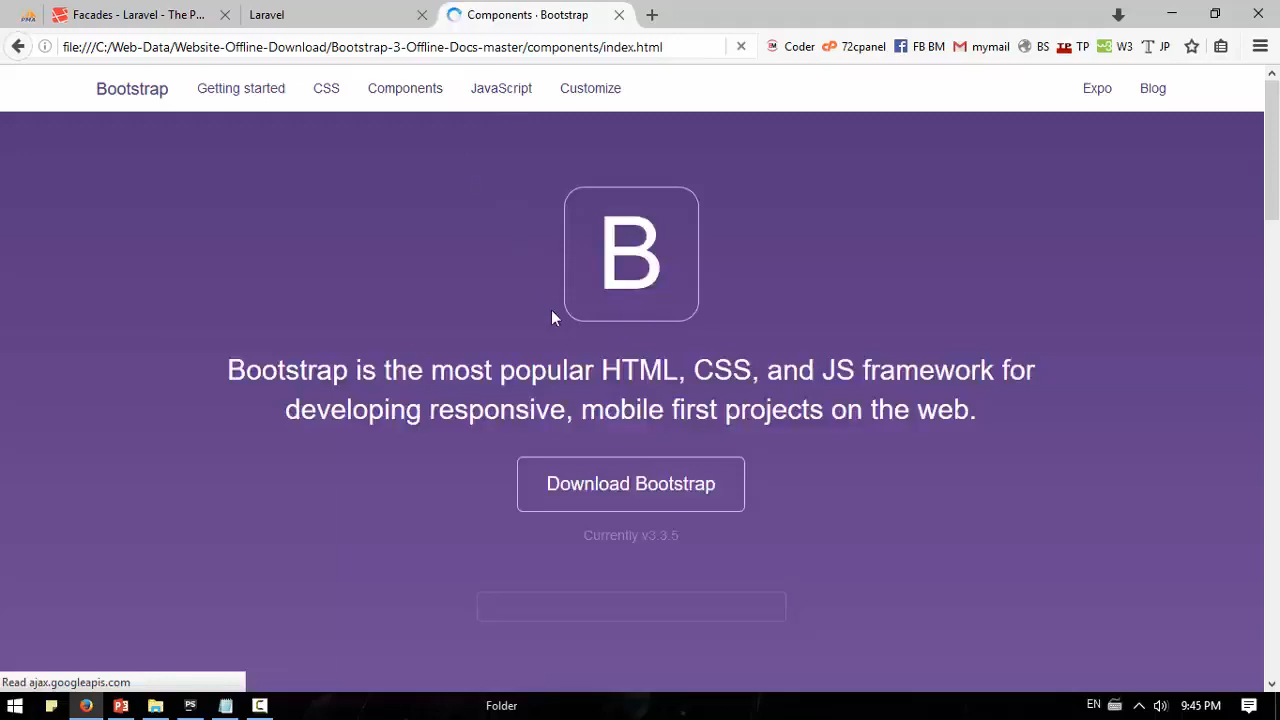 Facades - Laravel - The P...
Laravel
Components · Bootstrap
file:///C:/Web-Data/Website-Offline-Download/Bootstrap-3-Offline-Docs-master/components/index.html
Coder
72cpanel
FB BM
mymail
BS
TP
W3
JP
Bootstrap
Getting started
CSS
Components
JavaScript
Customize
Expo
Blog
B
Bootstrap is the most popular HTML, CSS, and JS framework for
developing responsive, mobile first projects on the web.
Download Bootstrap
Currently v3.3.5
Read ajax.googleapis.com
Folder
EN
9:45 PM